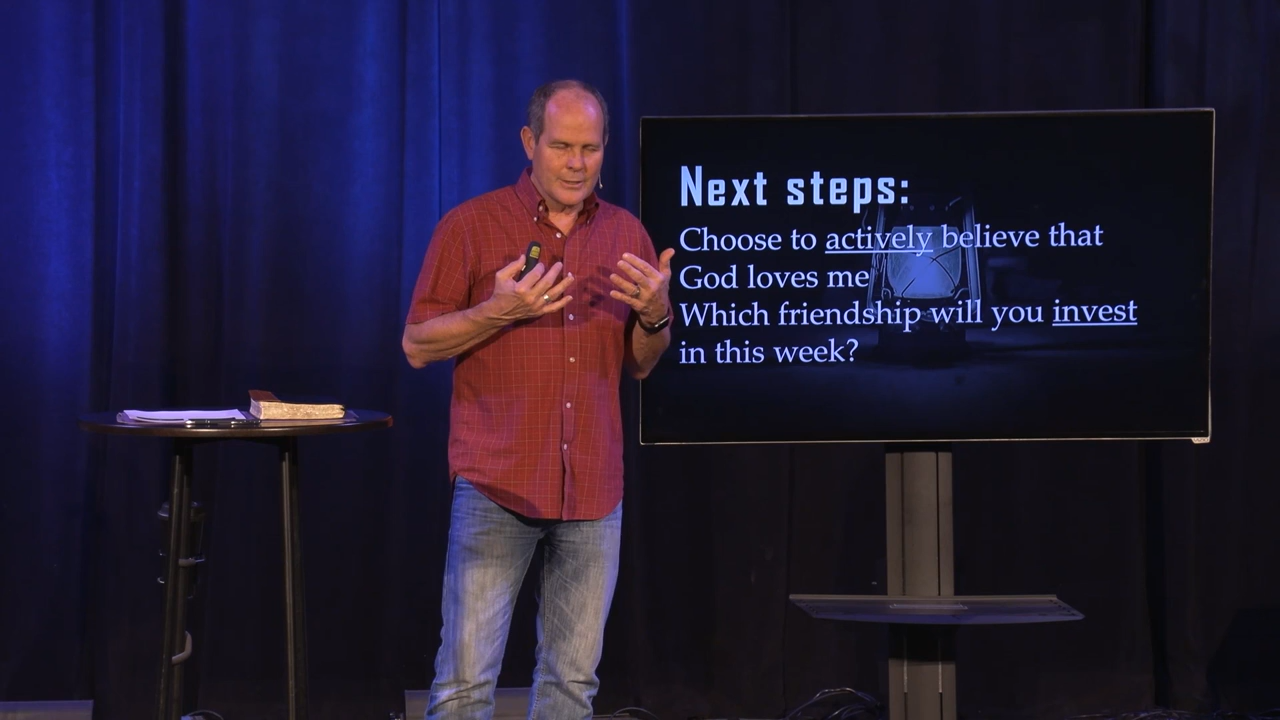 Next steps:
Choose to actively believe that
God loves me
Which friendship will you invest
in this week?